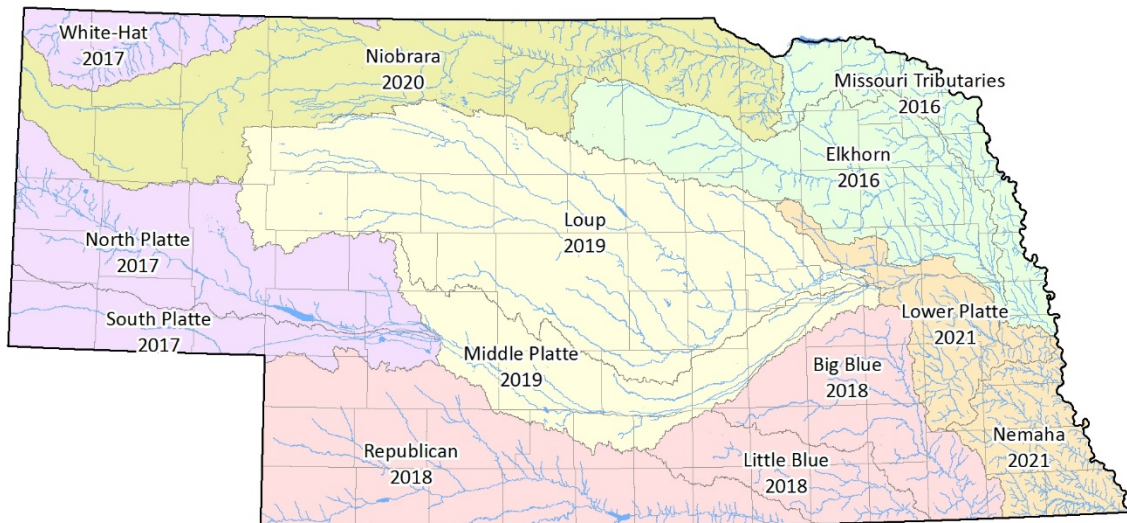 White-Hat
2017
Niobrara
2020
Missouri Tributaries
2016
Elkhorn
2016
Loup
2019
North Platte
2017
South Platte
2017
Middle Platte
2019
Lower Platte
2021
Big Blue
2018
Republican
2018
Little Blue
2018
Nemaha
2021